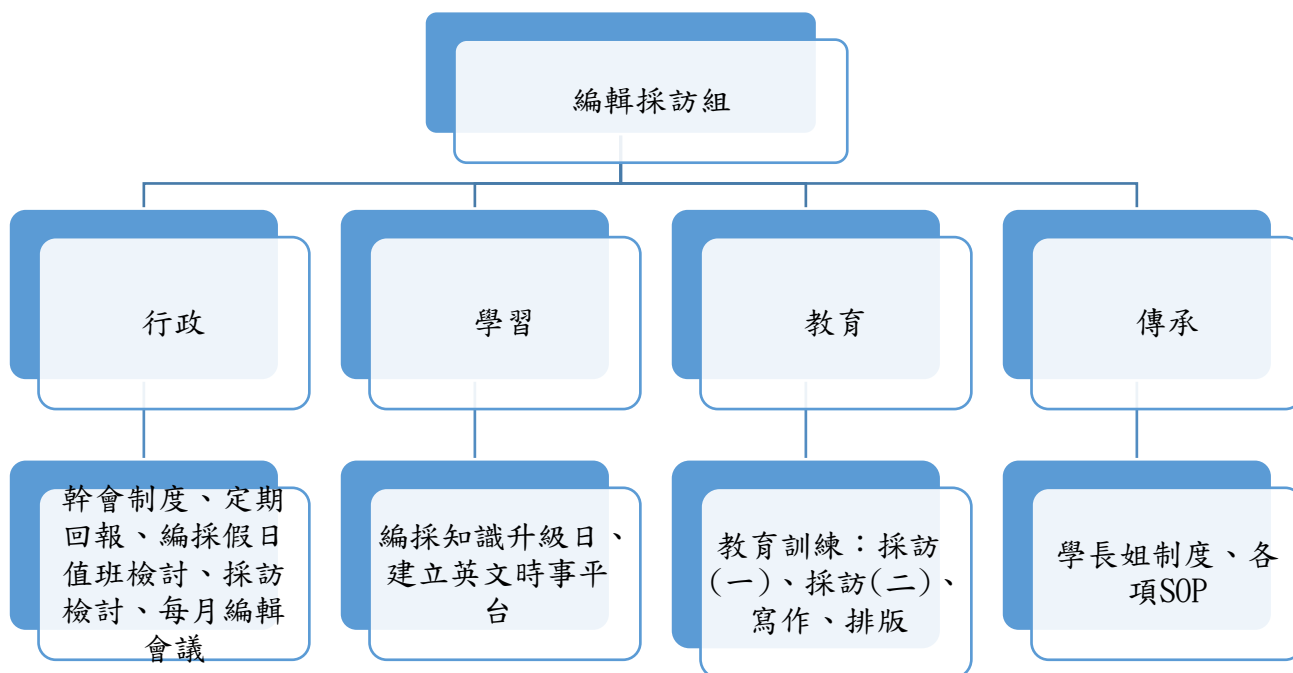 編輯採訪組
行政
學習
教育
傳承
幹會制度、定期
回報、編採假日
值班檢討、採訪
檢討、每月編輯
會議
編採知識升級日、
建立英文時事平
台
教育訓練：採訪
(一)、採訪(二)、
寫作、排版
學長姐制度、各
項SOP